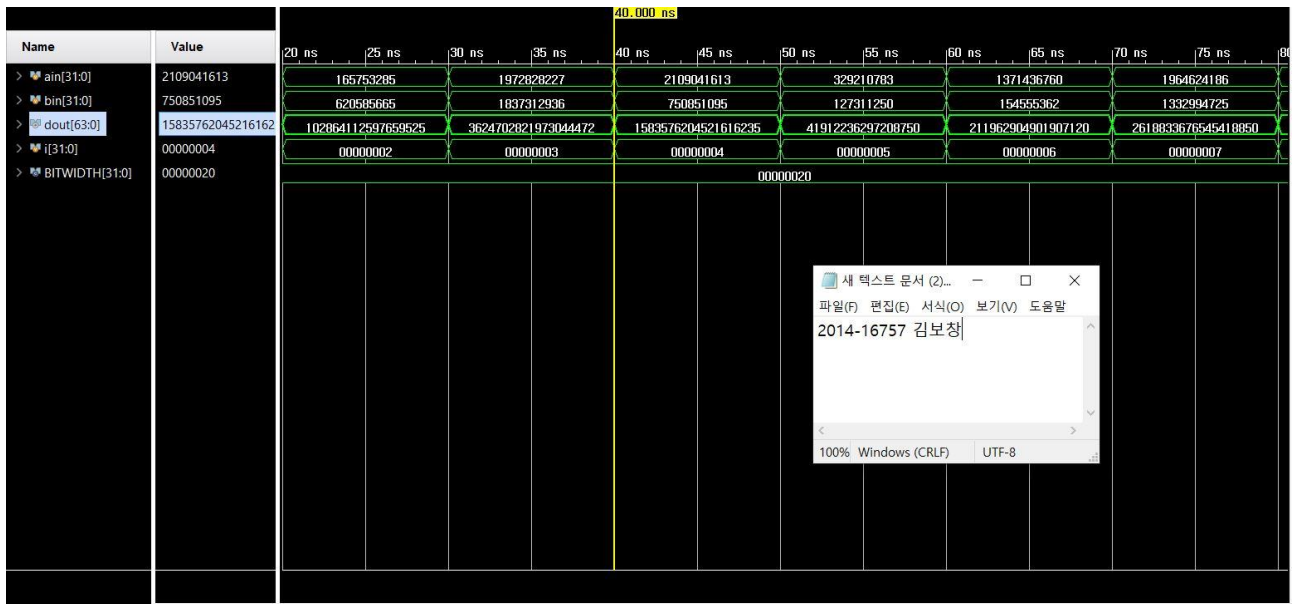 40.000 ns
Name Value
20 ns 25 ns 30 ns 35 ns 40 ns 45 ns 50 ns 55 ns 60 ns 65 ns 70 ns 75 ns 80
> ain[31:0] 2109041613 165753285 1972828227 2109041613 329210783 1371436760 1964624186
> bin[31:0] 750851095 620585665 1837312936 750851095 127311250 154555362 1332994725
> dout[63:0] 15835762045216162 102864112597659525 3624702821973044472 1583576204521616235 41912236297208750 211962904901907120 2618833676545418850
> i[31:0] 00000004 00000002 00000003 00000004 00000005 00000006 00000007
> BITWIDTH[31:0] 00000020 00000020
새 텍스트 문서 (2)...
파일(F) 편집(E) 서식(O) 보기(V) 도움말
2014-16757 김보창
100% Windows (CRLF) UTF-8